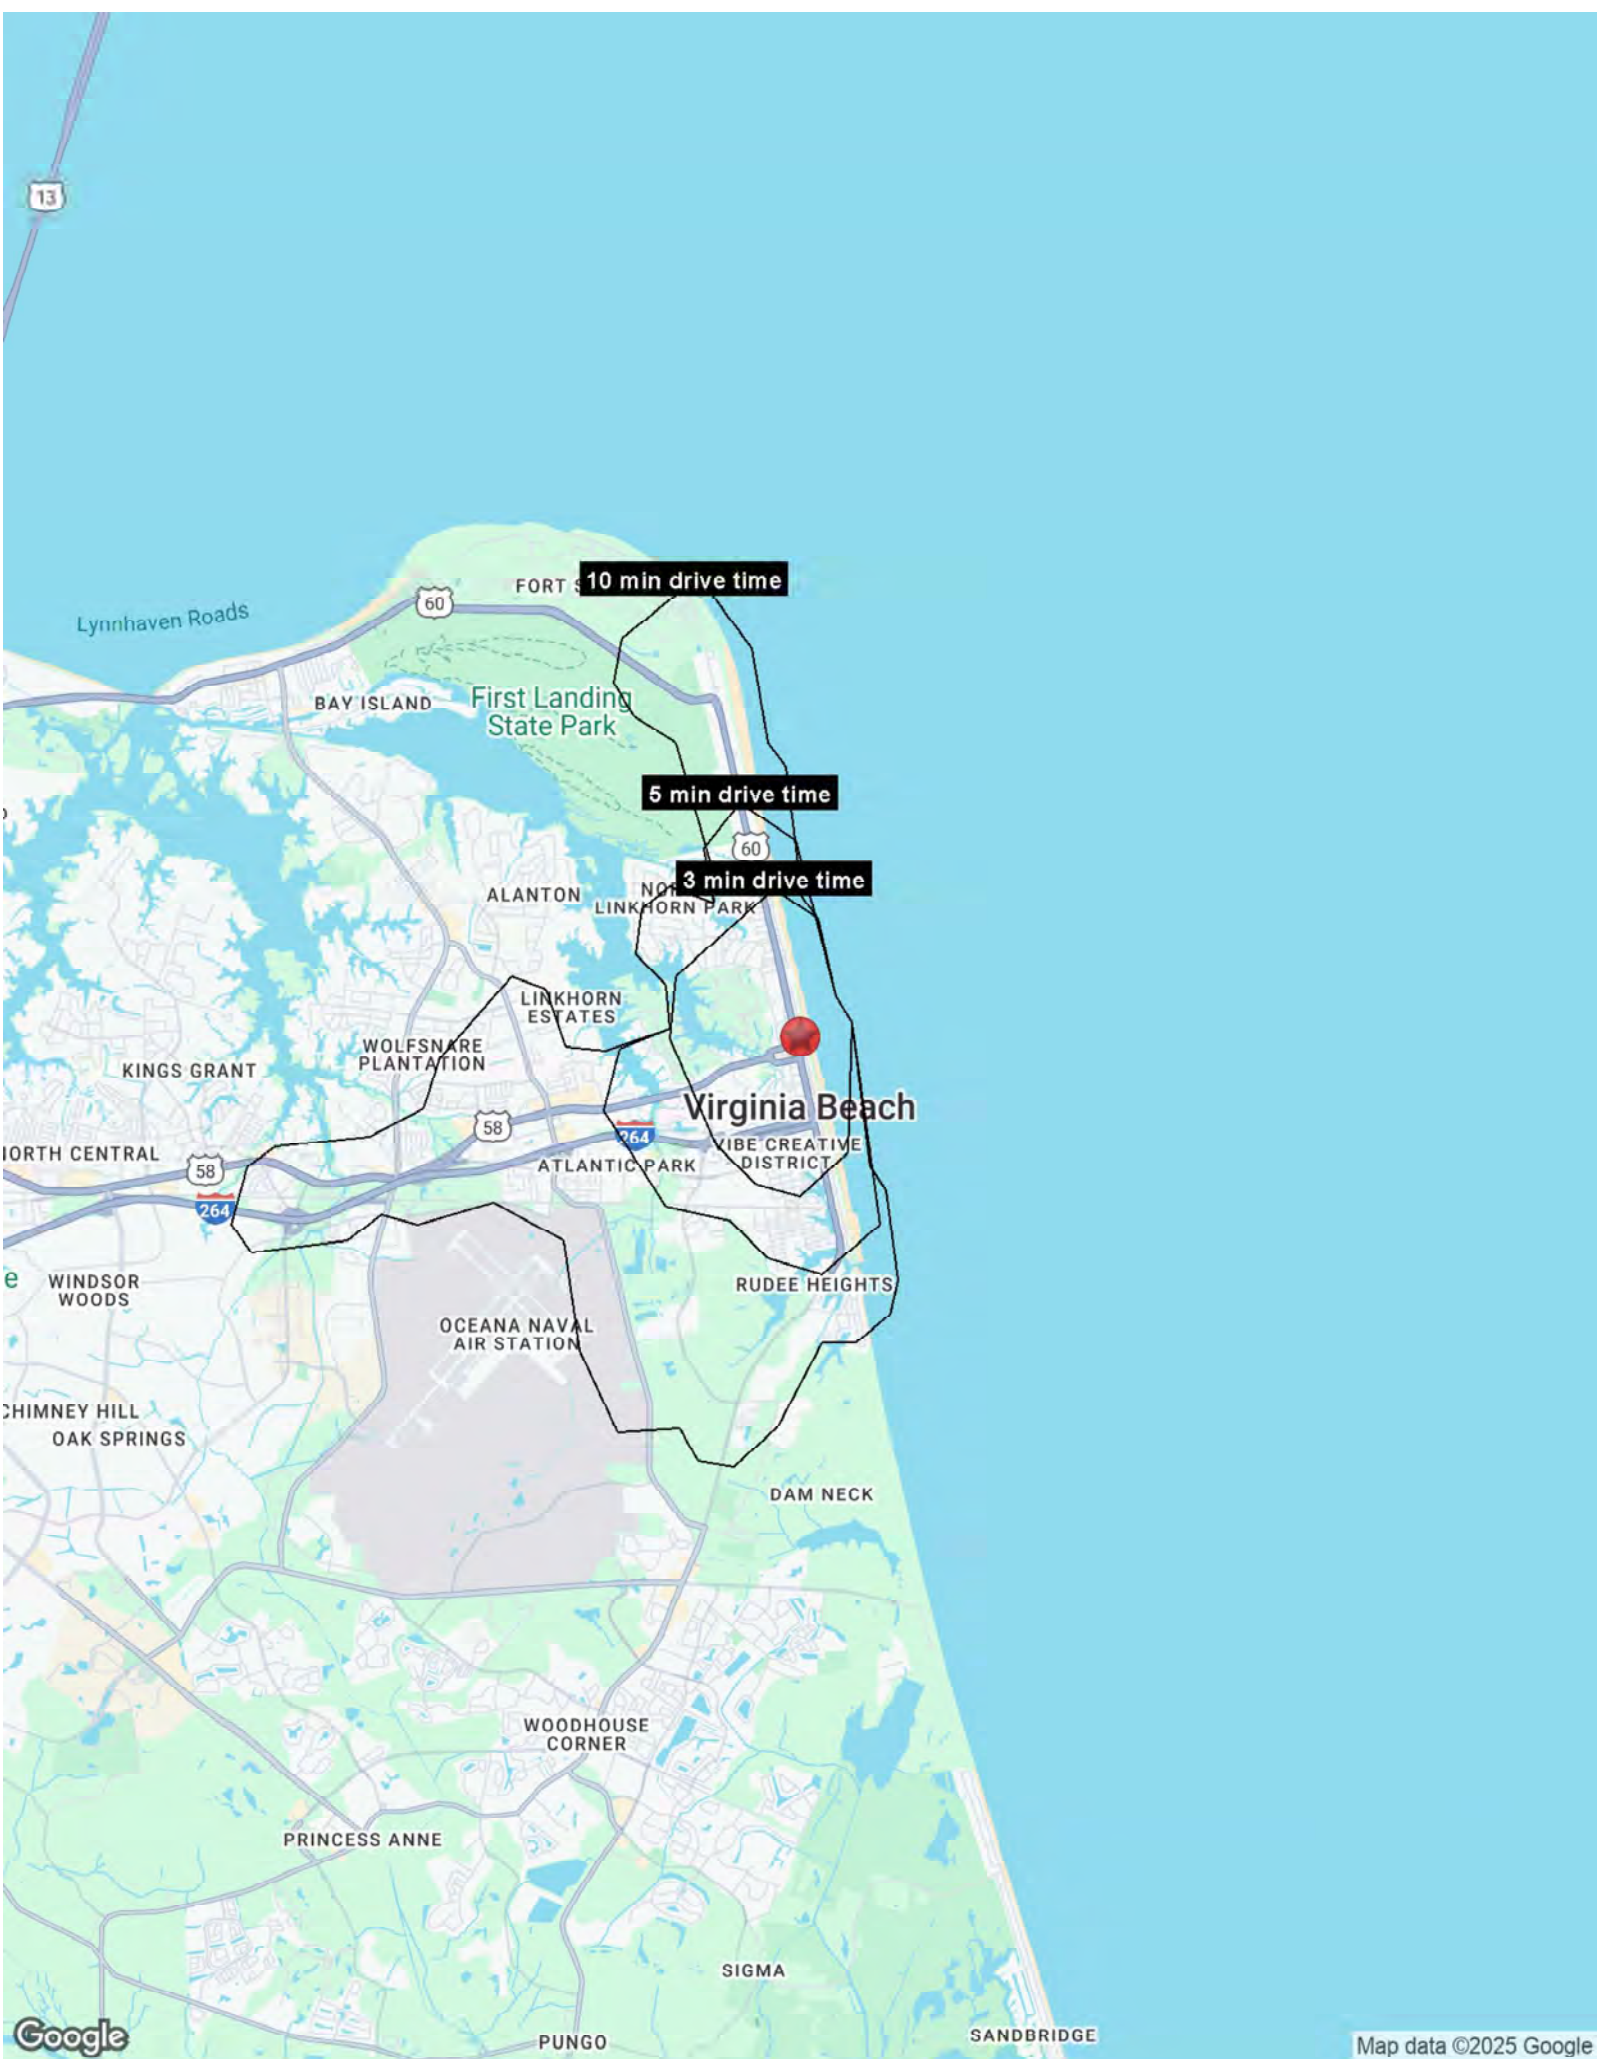 13
FORT S
10 min drive time
60
Lynnhaven Roads
BAY ISLAND
First Landing
State Park
5 min drive time
60
3 min drive time
ALANTON
LINKHORN PARK
LINKHORN
ESTATES
WOLFSNARE
PLANTATION
KINGS GRANT
Virginia Beach
58
264
VIBE CREATIVE
DISTRICT
ORTH CENTRAL
58
ATLANTIC PARK
264
e
WINDSOR
WOODS
RUDEE HEIGHTS
OCEANA NAVAL
AIR STATION
CHIMNEY HILL
OAK SPRINGS
DAM NECK
WOODHOUSE
CORNER
PRINCESS ANNE
SIGMA
Google
PUNGO
SANDBRIDGE
Map data ©2025 Google